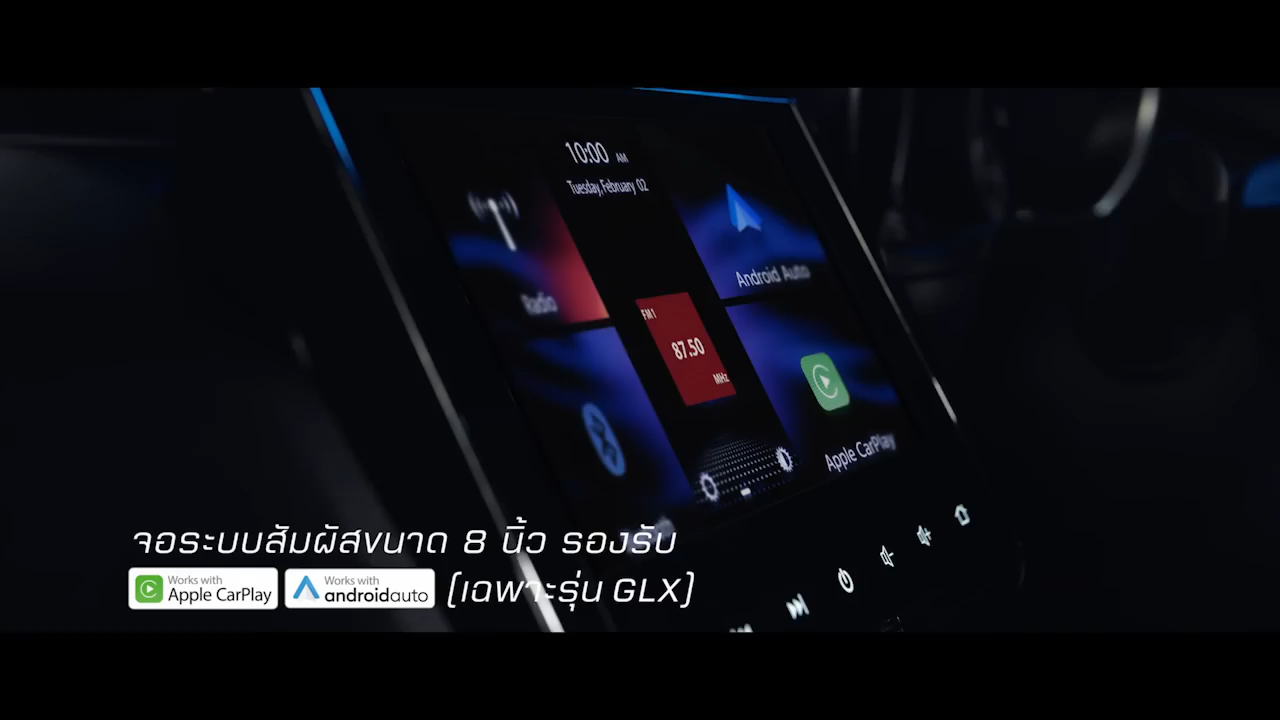 10:00 AM
Tuesday, February 02
Radio
Android Auto
FM1
87.50
MHz
Apple CarPlay
จอระบบสัมผัสขนาด 8 นิ้ว รองรับ
Works with Apple CarPlay Works with androidauto (เฉพาะรุ่น GLX)